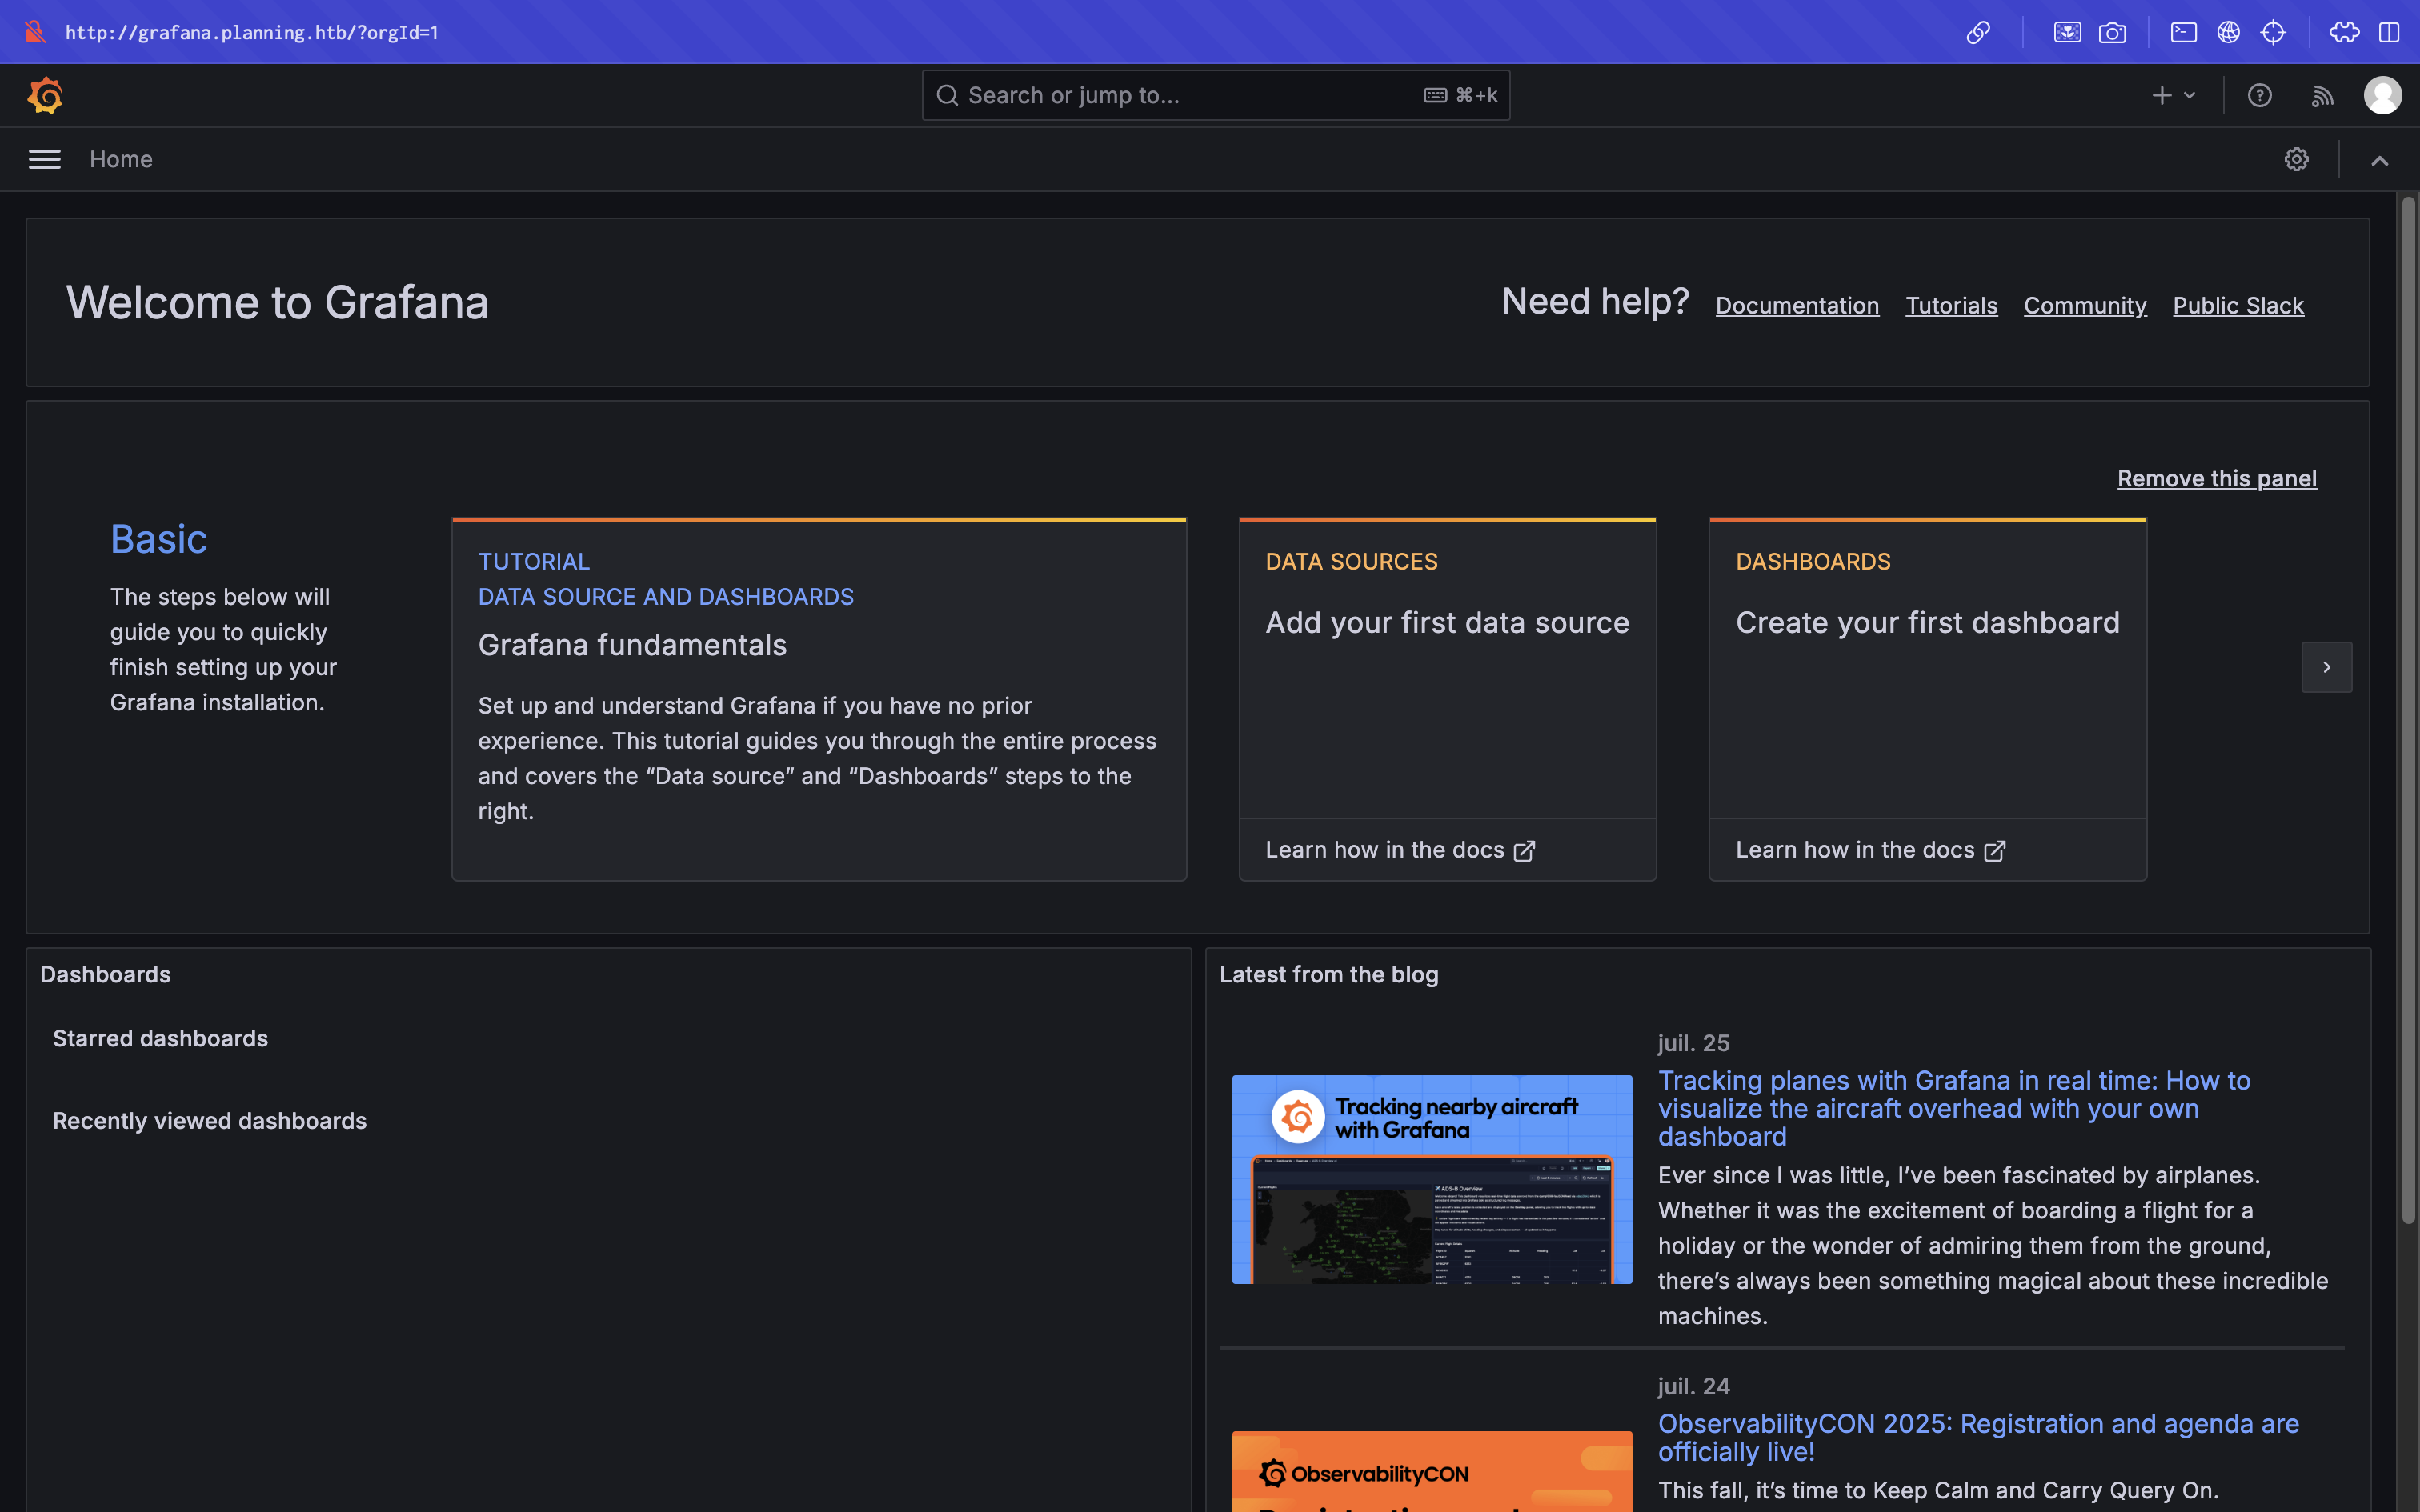 http://grafana.planning.htb/?orgId=1
Search or jump to...
⌘+k
Home
Welcome to Grafana
Need help?
Documentation
Tutorials
Community
Public Slack
Remove this panel
Basic
The steps below will
guide you to quickly
finish setting up your
Grafana installation.
TUTORIAL
DATA SOURCE AND DASHBOARDS
Grafana fundamentals
Set up and understand Grafana if you have no prior
experience. This tutorial guides you through the entire process
and covers the “Data source” and “Dashboards” steps to the
right.
DATA SOURCES
Add your first data source
Learn how in the docs
DASHBOARDS
Create your first dashboard
Learn how in the docs
Dashboards
Starred dashboards
Recently viewed dashboards
Latest from the blog
Tracking nearby aircraft
with Grafana
ADS-B Overview
juil. 25
Tracking planes with Grafana in real time: How to
visualize the aircraft overhead with your own
dashboard
Ever since I was little, I’ve been fascinated by airplanes.
Whether it was the excitement of boarding a flight for a
holiday or the wonder of admiring them from the ground,
there’s always been something magical about these incredible
machines.
ObservabilityCON
juil. 24
ObservabilityCON 2025: Registration and agenda are
officially live!
This fall, it’s time to Keep Calm and Carry Query On.